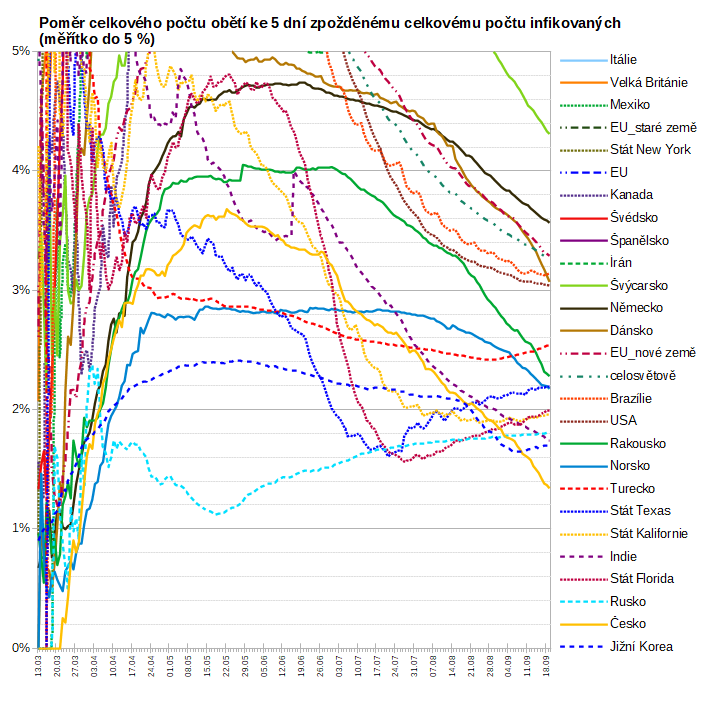 Poměr celkového počtu obětí ke 5 dní zpožděnému celkovému počtu infikovaných
(měřítko do 5 %)
5%
4%
3%
2%
1%
0%
13.03
20.03
27.03
03.04
10.04
17.04
24.04
01.05
08.05
15.05
22.05
29.05
05.06
12.06
19.06
26.06
03.07
10.07
17.07
24.07
31.07
07.08
14.08
21.08
28.08
04.09
11.09
18.09
Itálie
Velká Británie
Mexiko
EU_staré země
Stát New York
EU
Kanada
Švédsko
Španělsko
Írán
Švýcarsko
Německo
Dánsko
EU_nové země
celosvětově
Brazílie
USA
Rakousko
Norsko
Turecko
Stát Texas
Stát Kalifornie
Indie
Stát Florida
Rusko
Česko
Jižní Korea